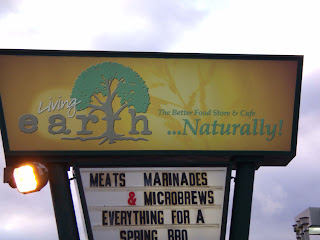 Living
earth
The Better Food Store & Cafe
...Naturally!
MEATS MARINADES
& MICROBREWS
EVERYTHING FOR A
SPRING BBQ